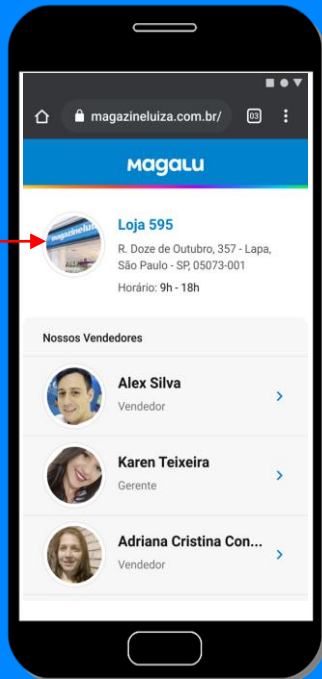 magazineluiza.com.br/
03
magalu
magazinelui
Loja 595
R. Doze de Outubro, 357 - Lapa,
São Paulo - SP, 05073-001
Horário: 9h - 18h
Nossos Vendedores
Alex Silva
Vendedor
Karen Teixeira
Gerente
Adriana Cristina Con...
Vendedor